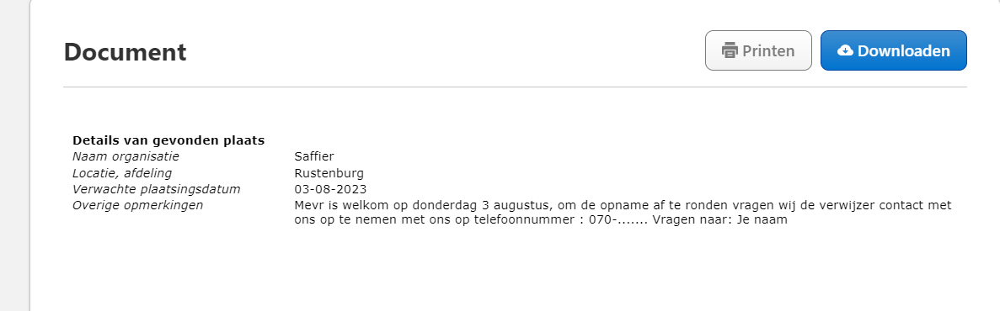 Document
Printen
Downloaden
Details van gevonden plaats
Naam organisatie Saffier
Locatie, afdeling Rustenburg
Verwachte plaatsingsdatum 03-08-2023
Overige opmerkingen Mevr is welkom op donderdag 3 augustus, om de opname af te ronden vragen wij de verwijzer contact met
ons op te nemen met ons op telefoonnummer : 070-....... Vragen naar: Je naam